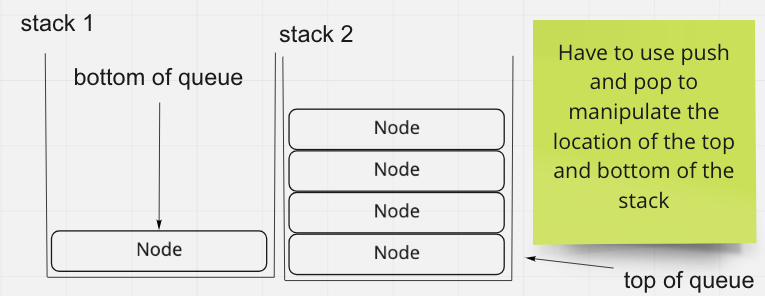 stack 1
stack 2
bottom of queue
Node
Node
Node
Node
Node
Have to use push
and pop to
manipulate the
location of the top
and bottom of the
stack
top of queue